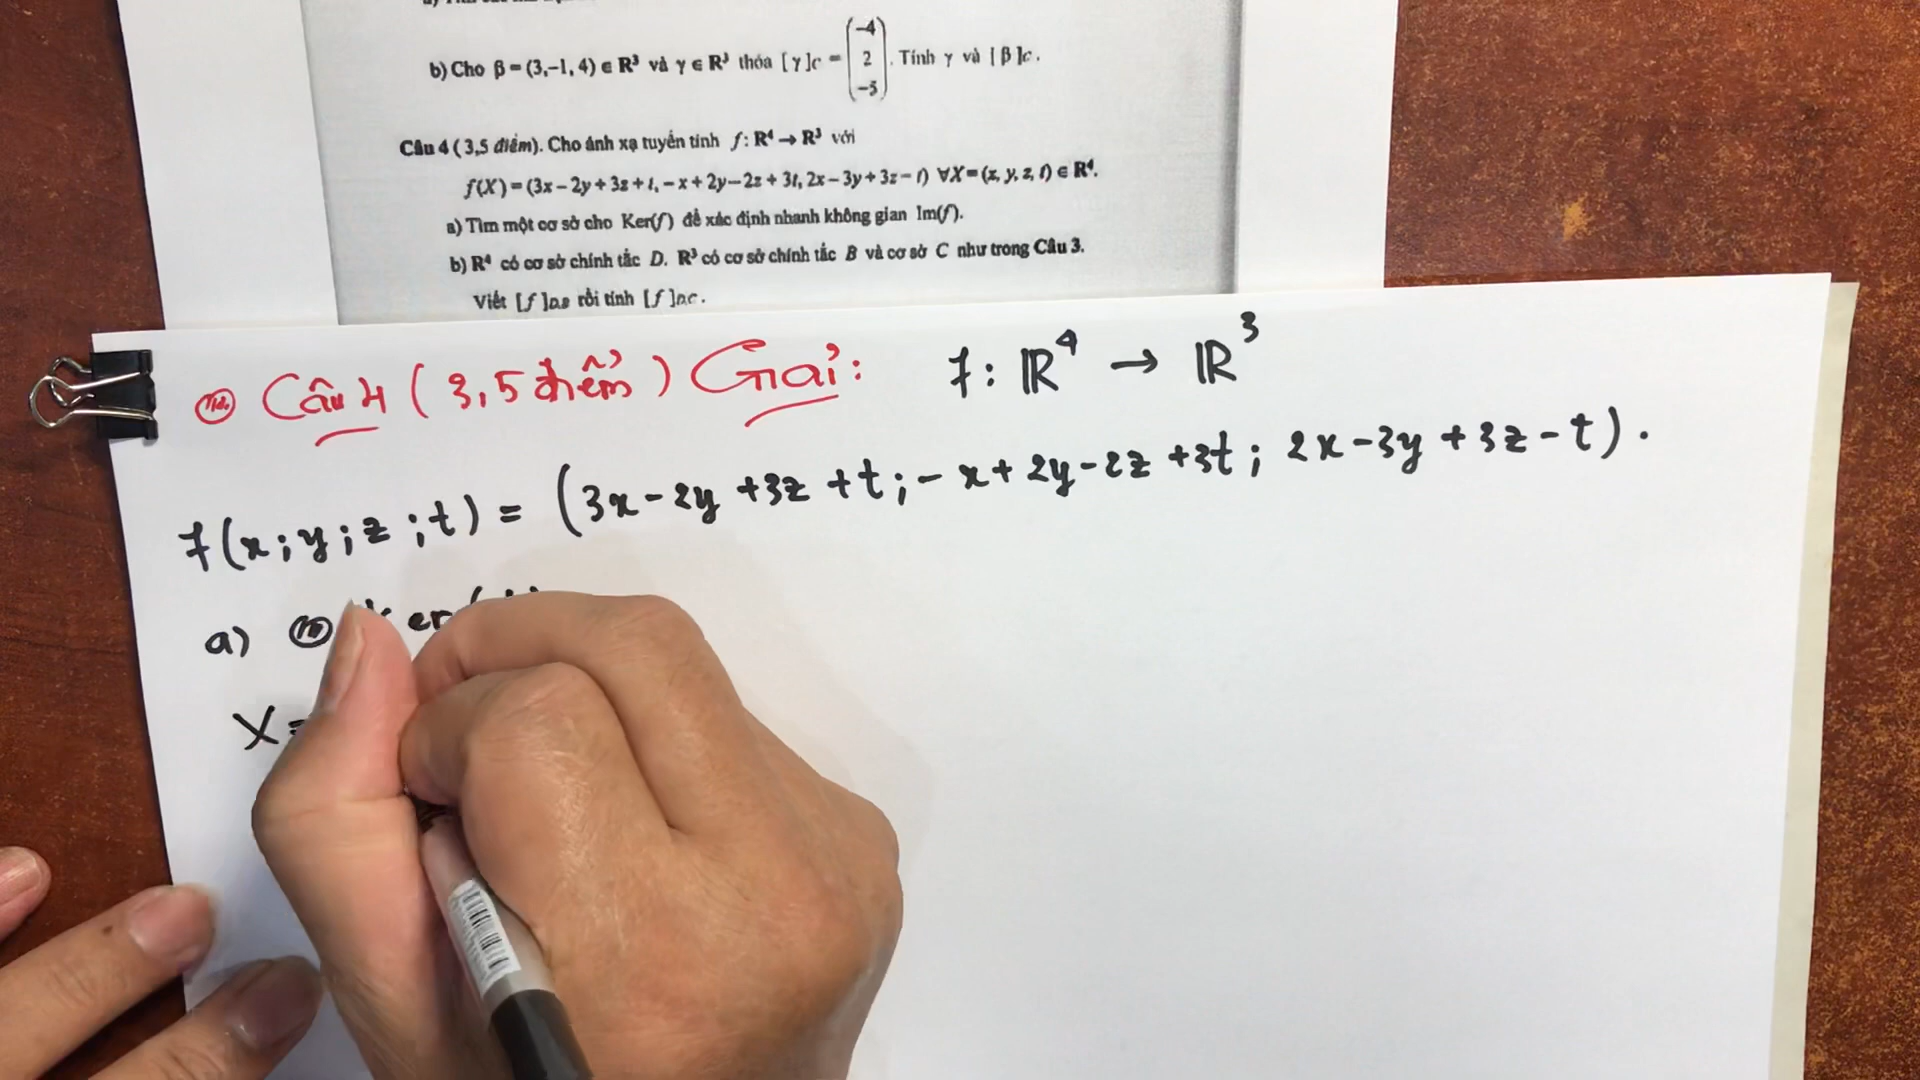 b) Cho β = (3,–1, 4) ∈ R³ và γ ∈ R³ thỏa [ γ ]c = (–4 2 –5). Tính γ và [ β ]c .
Câu 4 ( 3,5 điểm). Cho ánh xạ tuyến tính f : R⁴ → R³ với
f(X) = (3x – 2y + 3z + t, – x + 2y – 2z + 3t, 2x – 3y + 3z – t) ∀X = (x, y, z, t) ∈ R⁴.
a) Tìm một cơ sở cho Ker(f) để xác định nhanh không gian Im(f).
b) R⁴ có cơ sở chính tắc D. R³ có cơ sở chính tắc B và cơ sở C như trong Câu 3.
Viết [ f ]D,B rồi tính [ f ]D,C .
Câu 4 ( 3,5 điểm ) Giải: f : ℝ⁴ → ℝ³
f(x ; y ; z ; t) = (3x – 2y + 3z + t ; – x + 2y – 2z + 3t ; 2x – 3y + 3z – t ) .
a)
X =